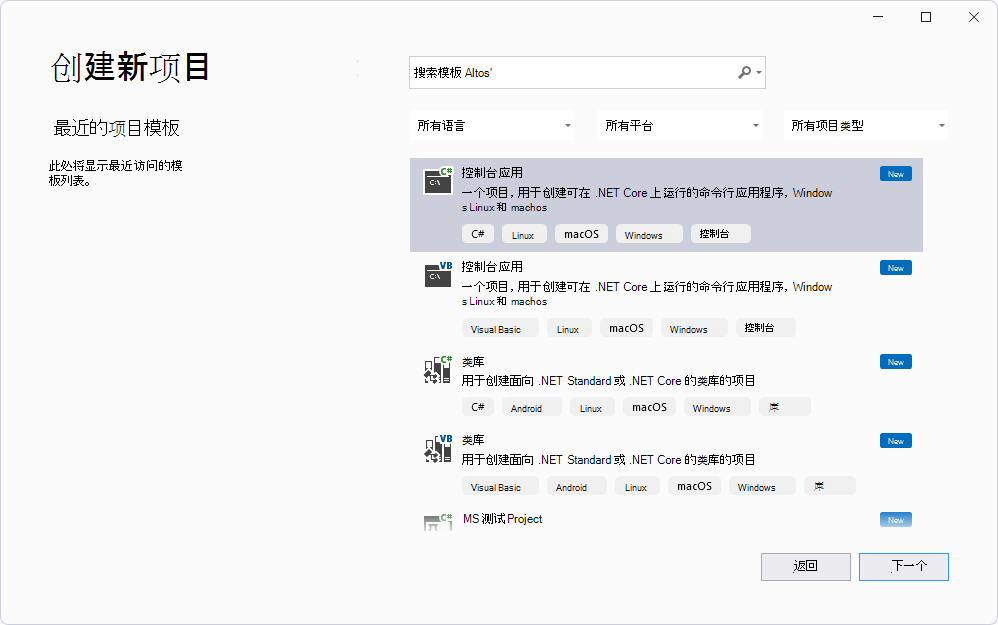 创建新项目
最近的项目模板
此处将显示最近访问的模
板列表。
搜索模板 Altos'
所有语言 所有平台 所有项目类型
C# 控制台应用 New
C:\
一个项目，用于创建可在 .NET Core 上运行的命令行应用程序，Window
s Linux 和 machos
C# Linux macOS Windows 控制台
VB 控制台应用 New
C:\
一个项目，用于创建可在 .NET Core 上运行的命令行应用程序，Window
s Linux 和 machos
Visual Basic Linux macOS Windows 控制台
C# 类库 New
用于创建面向 .NET Standard 或 .NET Core 的类库的项目
C# Android Linux macOS Windows 库
VB 类库 New
用于创建面向 .NET Standard 或 .NET Core 的类库的项目
Visual Basic Android Linux macOS Windows 库
C# MS 测试 Project New
返回 下一个